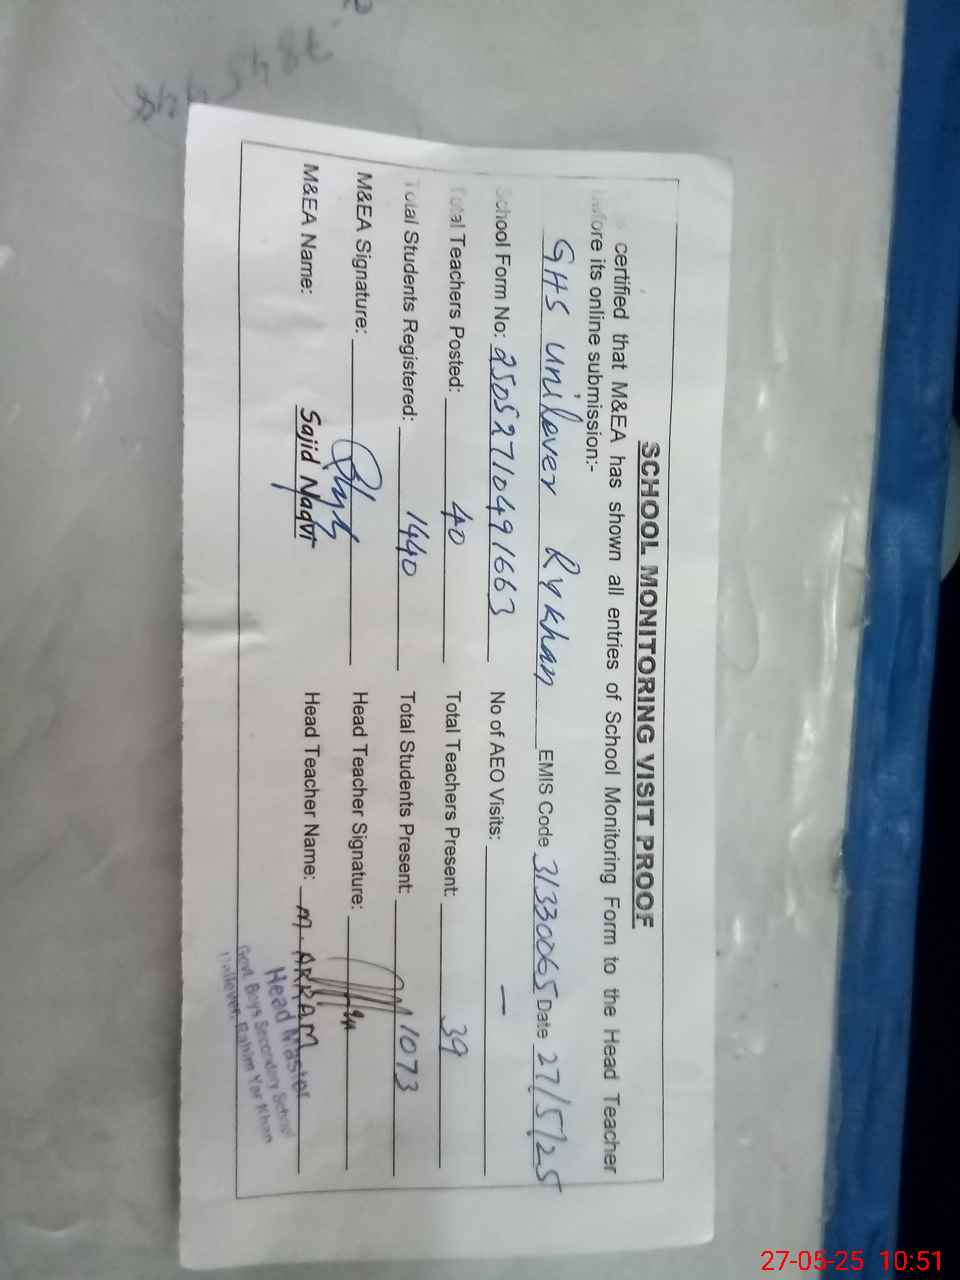 SCHOOL MONITORING VISIT PROOF
certified that M&EA has shown all entries of School Monitoring Form to the Head Teacher
before its online submission:-
GHS Unilever Rykhan EMIS Code 31330065 Date 27/5/25
School Form No: 25052710491663 No of AEO Visits: —
Total Teachers Posted: 40 Total Teachers Present: 39
Total Students Registered: 1440 Total Students Present: 1073
M&EA Signature: Head Teacher Signature:
M&EA Name: Sajid Naqvi Head Teacher Name: M. AKRAM
Head Master
Govt. Boys Secondary School
Unilever, Rahim Yar Khan
27-05-25 10:51